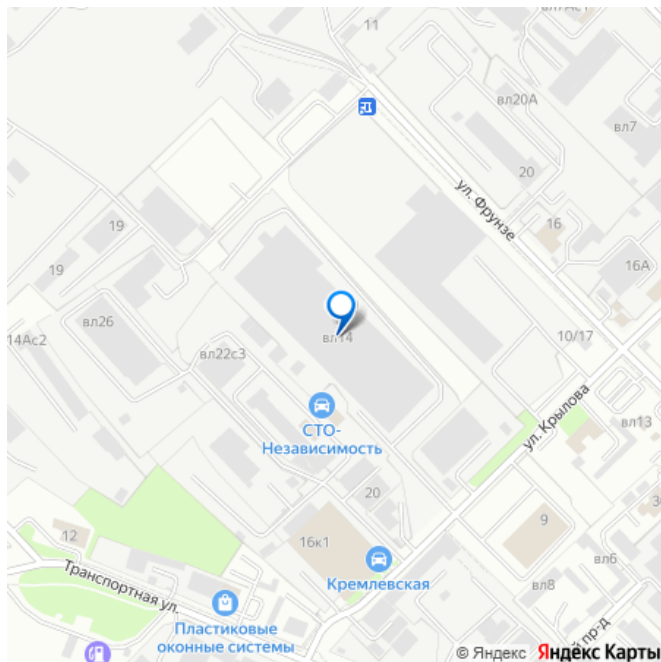 11
вл20А
вл7
20
ул. Фрунзе
16
19
16А
19
вл26
вл14
10/17
14Ас2
вл22с3
ул. Крылова
СТО-
Независимость
вл13
20
9
12
16к1
вл6
Транспортная ул.
Кремлевская
вл8
Пластиковые
оконные системы
й пр-д
© Яндекс Яндекс Карты